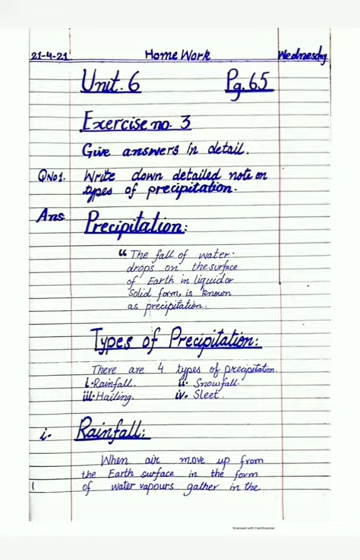 21-4-21 Home Work Wednesday
Unit. 6 Pg. 65
Exercise no. 3
Give answers in detail.
QNo1. Write down detailed note on
types of precipitation.
Ans Precipitation:
“ The fall of water
drops on the surface
of Earth in liquid or
Solid form, is known
as precipitation.
Types of Precipitation:
There are 4 types of precipitation.
i. Rainfall. ii. Snowfall.
iii. Hailing. iv. Sleet.
i. Rainfall:
When air move up from
the Earth surface in the form
of water vapours gather in the
Scanned with CamScanner